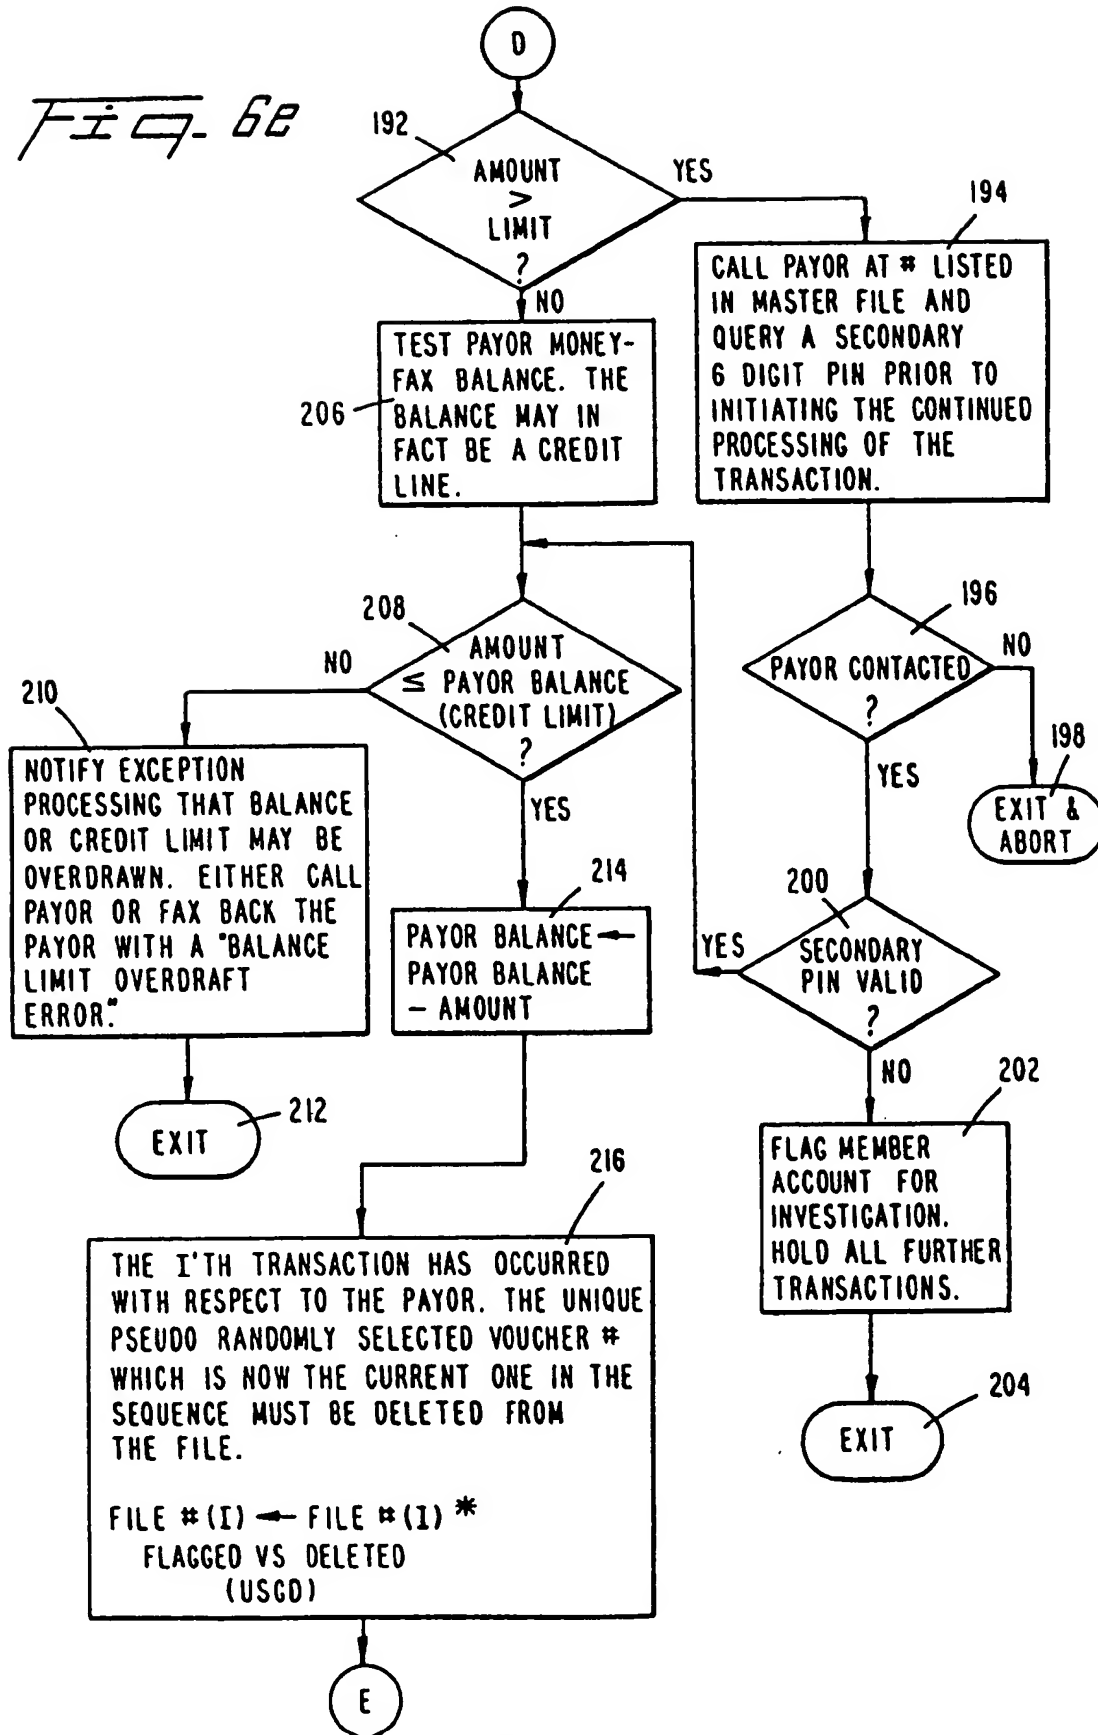 D
Fig. 6e
192
AMOUNT
>
LIMIT
?
YES
NO
194
CALL PAYOR AT # LISTED
IN MASTER FILE AND
QUERY A SECONDARY
6 DIGIT PIN PRIOR TO
INITIATING THE CONTINUED
PROCESSING OF THE
TRANSACTION.
206
TEST PAYOR MONEY-
FAX BALANCE. THE
BALANCE MAY IN
FACT BE A CREDIT
LINE.
208
AMOUNT
≤ PAYOR BALANCE
(CREDIT LIMIT)
?
NO
YES
196
PAYOR CONTACTED
?
NO
YES
198
EXIT &
ABORT
210
NOTIFY EXCEPTION
PROCESSING THAT BALANCE
OR CREDIT LIMIT MAY BE
OVERDRAWN. EITHER CALL
PAYOR OR FAX BACK THE
PAYOR WITH A "BALANCE
LIMIT OVERDRAFT
ERROR."
212
EXIT
214
PAYOR BALANCE ←
PAYOR BALANCE
- AMOUNT
200
SECONDARY
PIN VALID
?
YES
NO
202
FLAG MEMBER
ACCOUNT FOR
INVESTIGATION.
HOLD ALL FURTHER
TRANSACTIONS.
204
EXIT
216
THE I'TH TRANSACTION HAS OCCURRED
WITH RESPECT TO THE PAYOR. THE UNIQUE
PSEUDO RANDOMLY SELECTED VOUCHER #
WHICH IS NOW THE CURRENT ONE IN THE
SEQUENCE MUST BE DELETED FROM
THE FILE.
FILE #(I) ← FILE #(I) *
FLAGGED VS DELETED
(USGD)
E